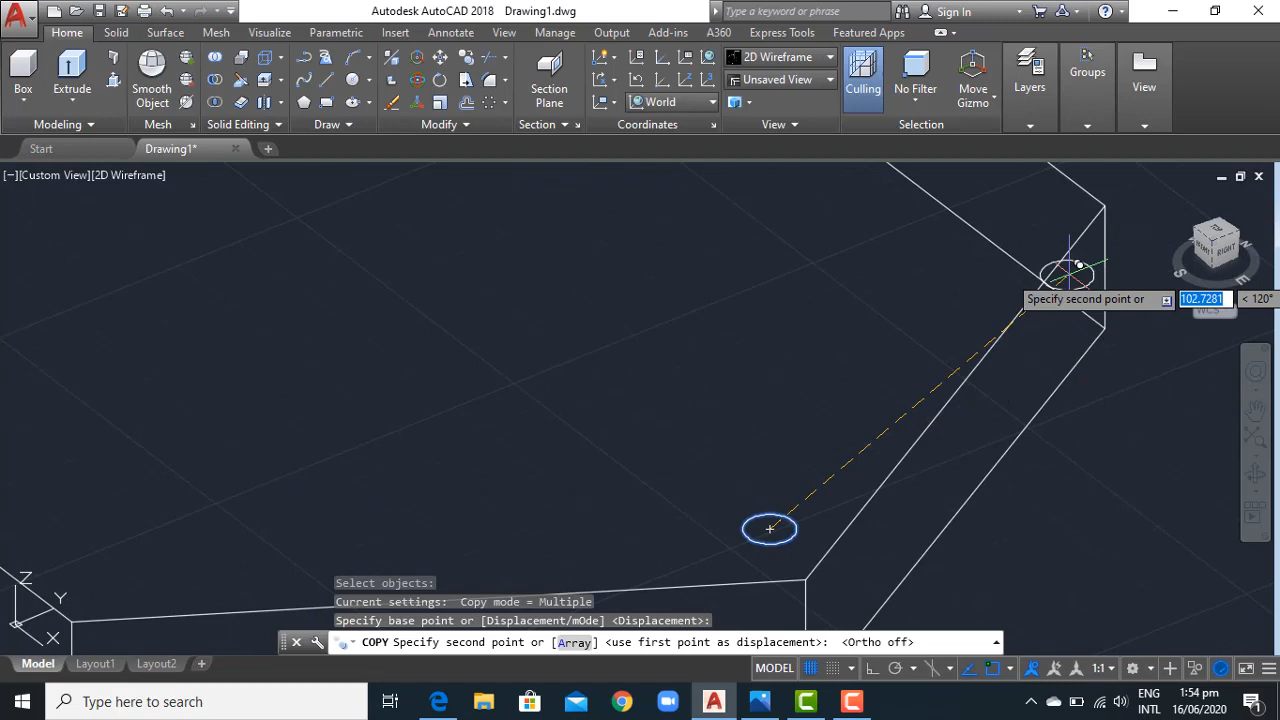 Autodesk AutoCAD 2018 Drawing1.dwg
Type a keyword or phrase
Sign In
Home Solid Surface Mesh Visualize Parametric Insert Annotate View Manage Output Add-ins A360 Express Tools Featured Apps
Box
Extrude
Smooth
Object
Section
Plane
2D Wireframe
Unsaved View
World
Culling
No Filter
Move
Gizmo
Layers
Groups
View
Modeling
Mesh
Solid Editing
Draw
Modify
Section
Coordinates
View
Selection
Start
Drawing1*
[−][Custom View][2D Wireframe]
RIGHT
N
S
E
WCS
Specify second point or
102.7281
< 120°
Z
Y
X
Select objects:
Current settings: Copy mode = Multiple
Specify base point or [Displacement/mOde] <Displacement>:
COPY Specify second point or [Array] <use first point as displacement>: <Ortho off>
Model Layout1 Layout2
MODEL
1:1
Type here to search
ENG
INTL
1:54 pm
16/06/2020
1